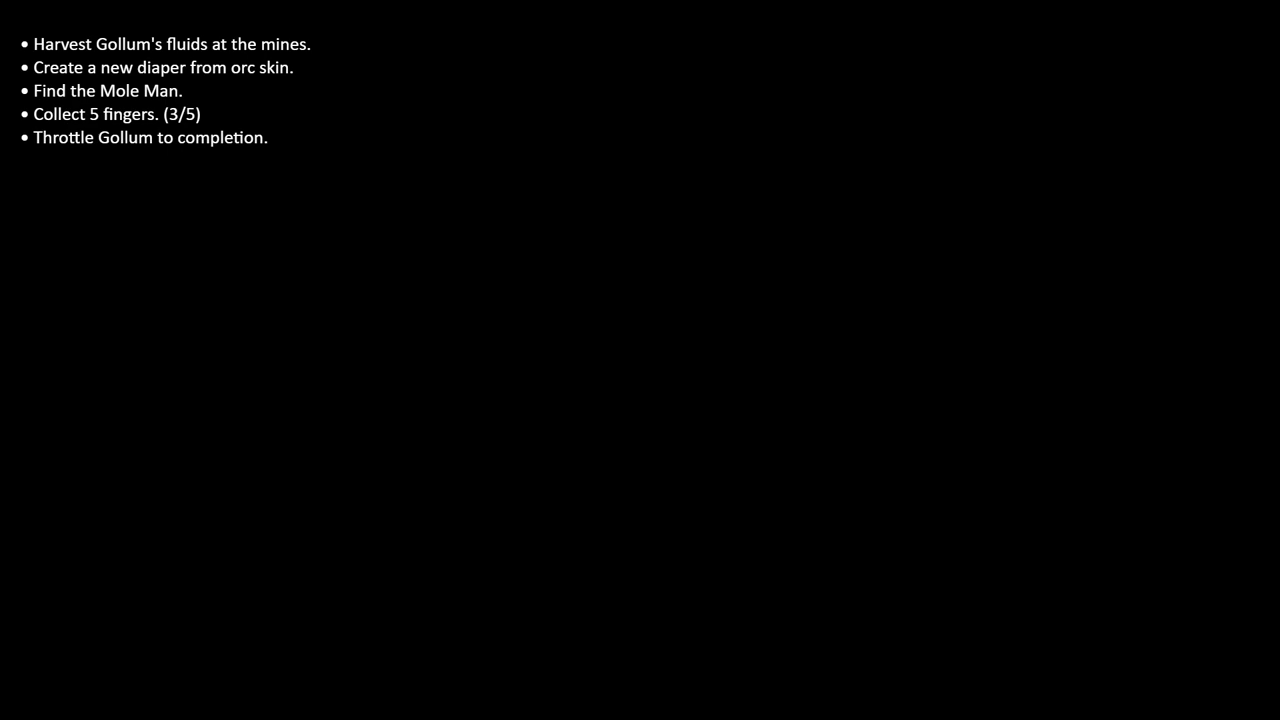 • Harvest Gollum's fluids at the mines.
• Create a new diaper from orc skin.
• Find the Mole Man.
• Collect 5 fingers. (3/5)
• Throttle Gollum to completion.